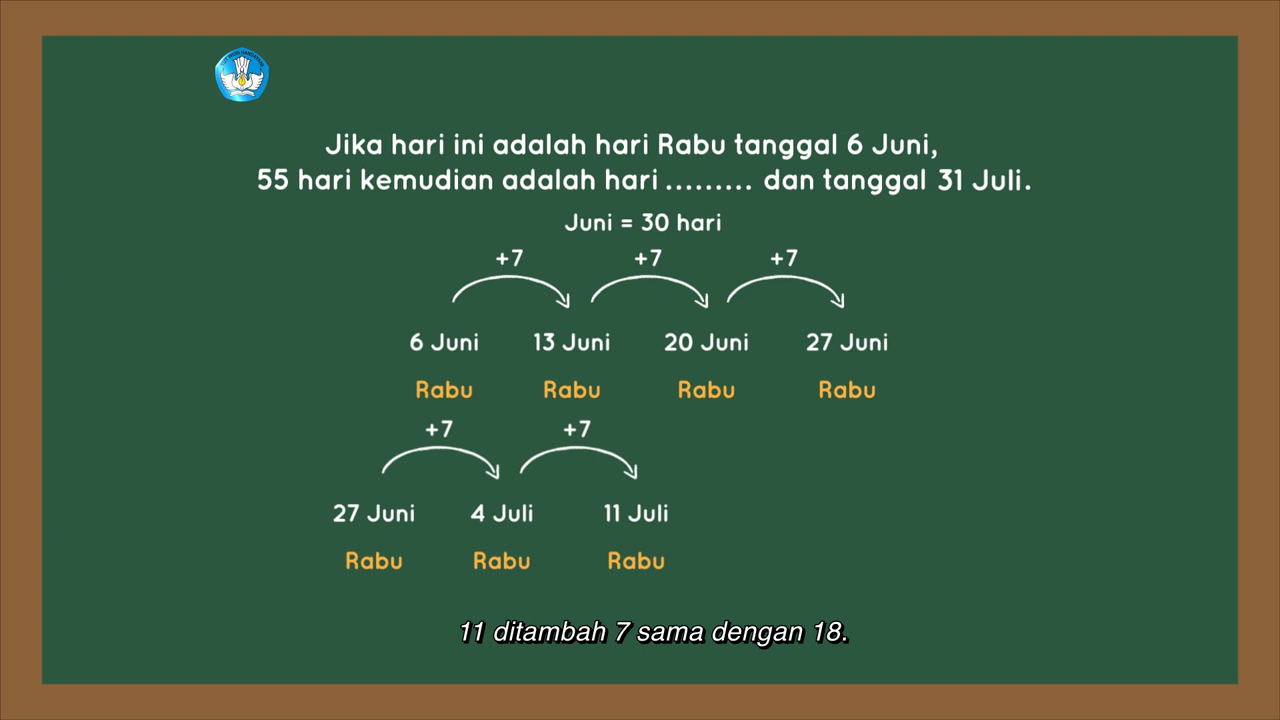 Jika hari ini adalah hari Rabu tanggal 6 Juni,
55 hari kemudian adalah hari ......... dan tanggal 31 Juli.
Juni = 30 hari
+7 +7 +7
6 Juni 13 Juni 20 Juni 27 Juni
Rabu Rabu Rabu Rabu
+7 +7
27 Juni 4 Juli 11 Juli
Rabu Rabu Rabu
11 ditambah 7 sama dengan 18.